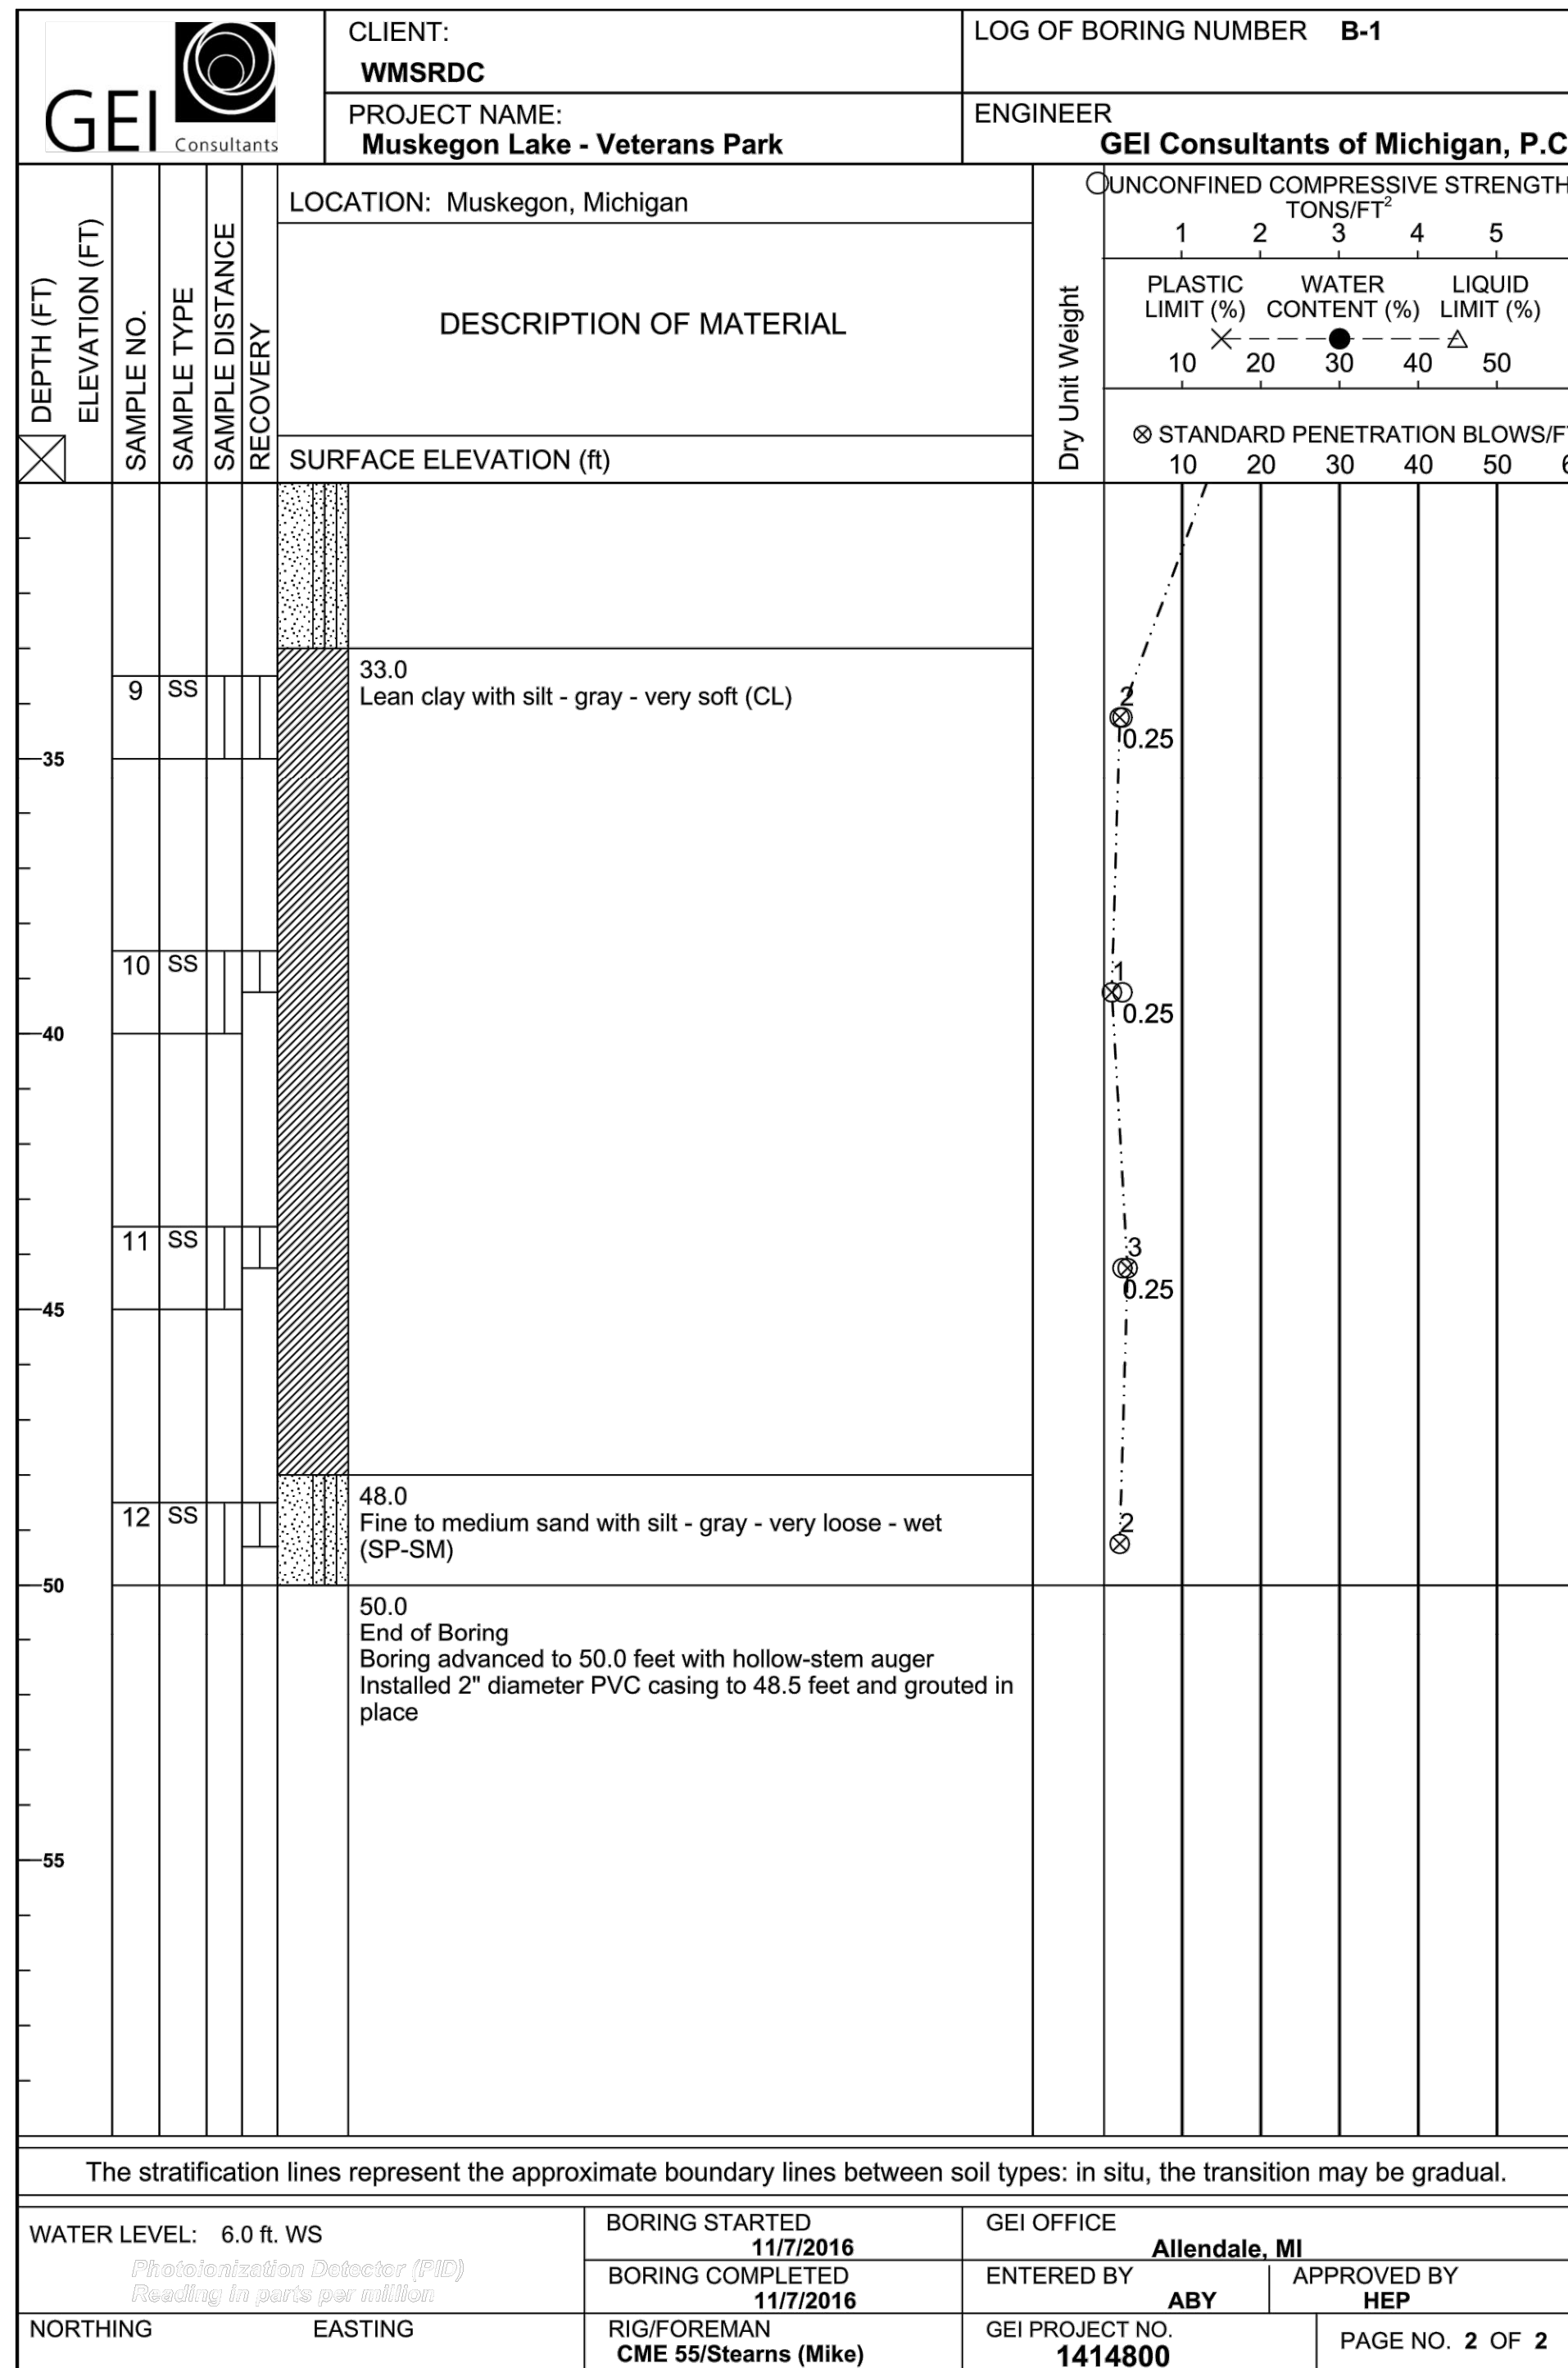 GEI
Consultants
CLIENT:
WMSRDC
LOG OF BORING NUMBER B-1
PROJECT NAME:
Muskegon Lake - Veterans Park
ENGINEER
GEI Consultants of Michigan, P.C
DEPTH (FT)
ELEVATION (FT)
SAMPLE NO.
SAMPLE TYPE
SAMPLE DISTANCE
RECOVERY
LOCATION: Muskegon, Michigan
DESCRIPTION OF MATERIAL
SURFACE ELEVATION (ft)
Dry Unit Weight
UNCONFINED COMPRESSIVE STRENGTH
TONS/FT2
1 2 3 4 5
PLASTIC WATER LIQUID
LIMIT (%) CONTENT (%) LIMIT (%)
10 20 30 40 50
STANDARD PENETRATION BLOWS/F
10 20 30 40 50
33.0
9 SS Lean clay with silt - gray - very soft (CL) 2
0.25
35
10 SS 1
0.25
40
11 SS 3
0.25
45
48.0
12 SS Fine to medium sand with silt - gray - very loose - wet 2
(SP-SM)
50
50.0
End of Boring
Boring advanced to 50.0 feet with hollow-stem auger
Installed 2" diameter PVC casing to 48.5 feet and grouted in
place
55
The stratification lines represent the approximate boundary lines between soil types: in situ, the transition may be gradual.
WATER LEVEL: 6.0 ft. WS
Photoionization Detector (PID)
Reading in parts per million
NORTHING EASTING
BORING STARTED
11/7/2016
BORING COMPLETED
11/7/2016
RIG/FOREMAN
CME 55/Stearns (Mike)
GEI OFFICE
Allendale, MI
ENTERED BY
ABY
APPROVED BY
HEP
GEI PROJECT NO.
1414800
PAGE NO. 2 OF 2